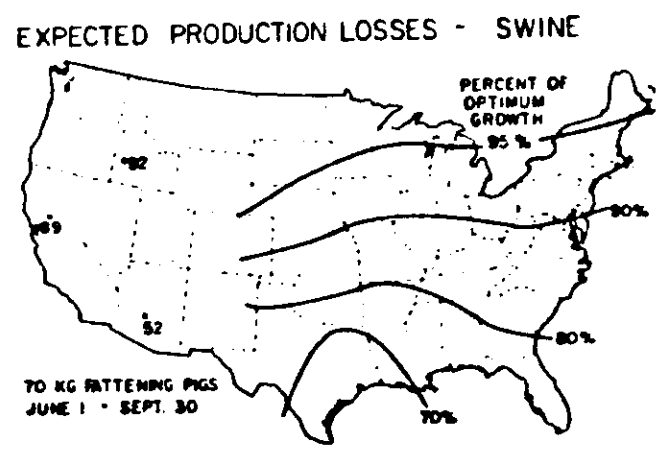 EXPECTED PRODUCTION LOSSES - SWINE
PERCENT OF
OPTIMUM
GROWTH
95%
92
90%
89
52
80%
70 KG FATTENING PIGS
JUNE 1 - SEPT. 30
70%